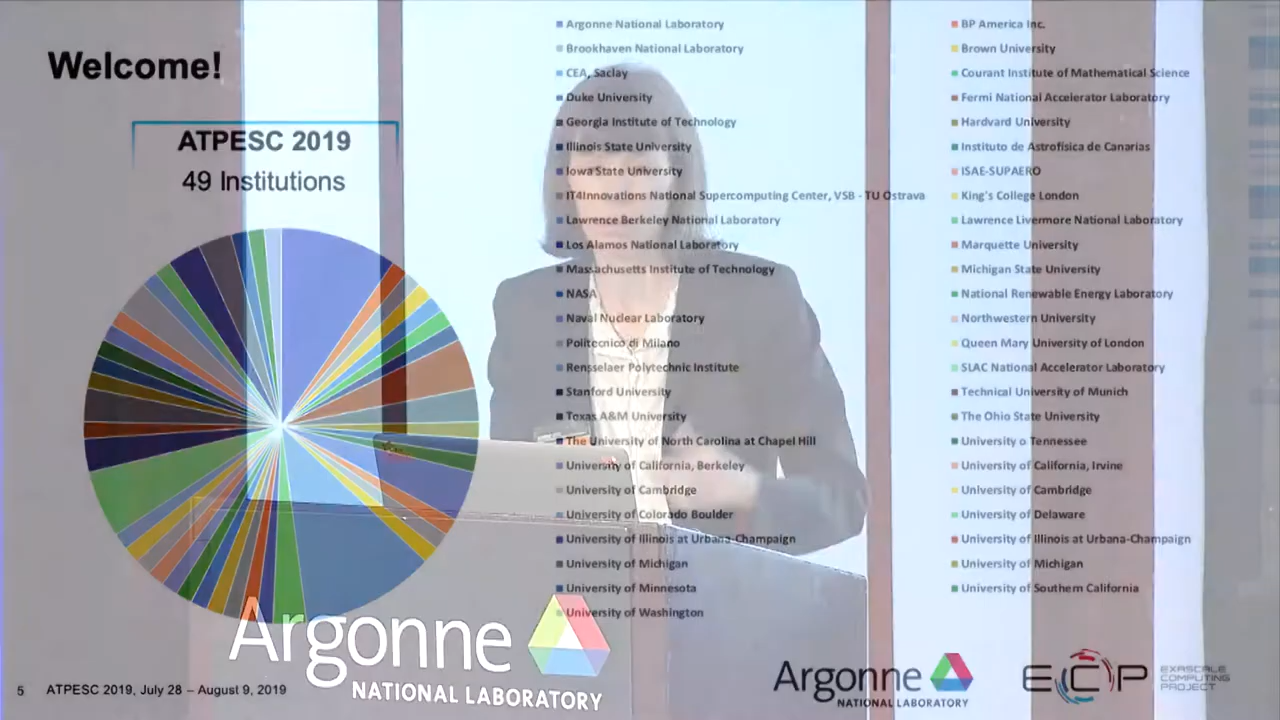 Welcome!
ATPESC 2019
49 Institutions
Argonne National Laboratory
Brookhaven National Laboratory
CEA, Saclay
Duke University
Georgia Institute of Technology
Illinois State University
Iowa State University
IT4Innovations National Supercomputing Center, VSB - TU Ostrava
Lawrence Berkeley National Laboratory
Los Alamos National Laboratory
Massachusetts Institute of Technology
NASA
Naval Nuclear Laboratory
Politecnico di Milano
Rensselaer Polytechnic Institute
Stanford University
Texas A&M University
The University of North Carolina at Chapel Hill
University of California, Berkeley
University of Cambridge
University of Colorado Boulder
University of Illinois at Urbana-Champaign
University of Michigan
University of Minnesota
University of Washington
BP America Inc.
Brown University
Courant Institute of Mathematical Science
Fermi National Accelerator Laboratory
Hardvard University
Instituto de Astrofísica de Canarias
ISAE-SUPAERO
King's College London
Lawrence Livermore National Laboratory
Marquette University
Michigan State University
National Renewable Energy Laboratory
Northwestern University
Queen Mary University of London
SLAC National Accelerator Laboratory
Technical University of Munich
The Ohio State University
University o Tennessee
University of California, Irvine
University of Cambridge
University of Delaware
University of Illinois at Urbana-Champaign
University of Michigan
University of Southern California
Argonne
NATIONAL LABORATORY
5 ATPESC 2019, July 28 – August 9, 2019
Argonne
NATIONAL LABORATORY
ECP
EXASCALE
COMPUTING
PROJECT